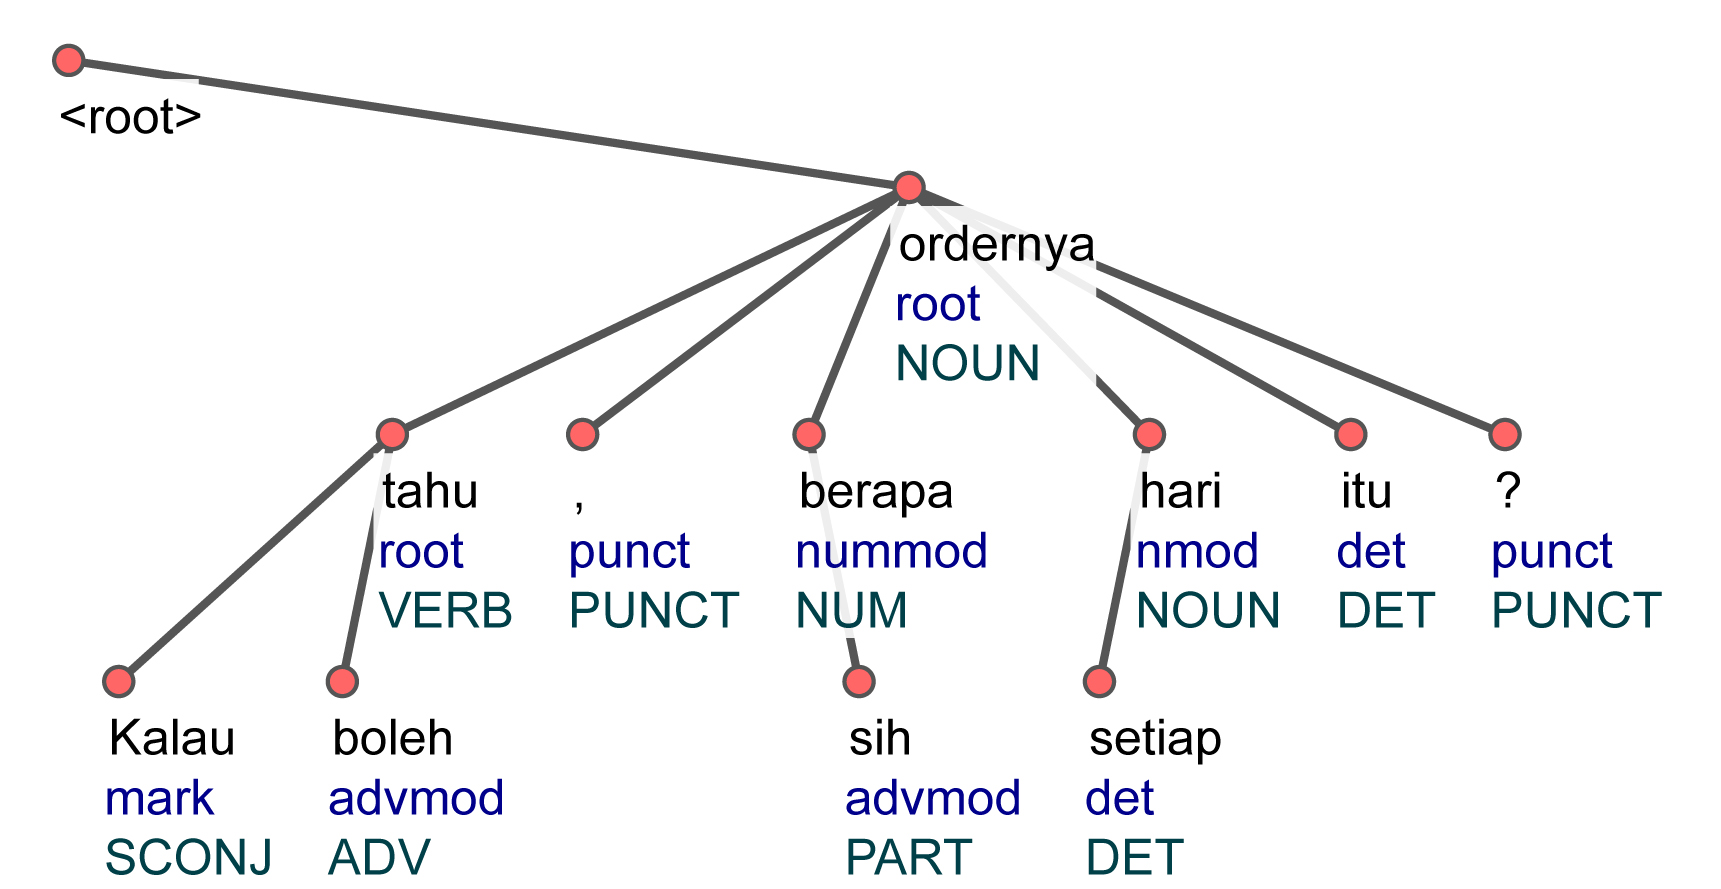 <root>
ordernya
root
NOUN
tahu , berapa hari itu ?
root punct nummod nmod det punct
VERB PUNCT NUM NOUN DET PUNCT
Kalau boleh sih setiap
mark advmod advmod det
SCONJ ADV PART DET